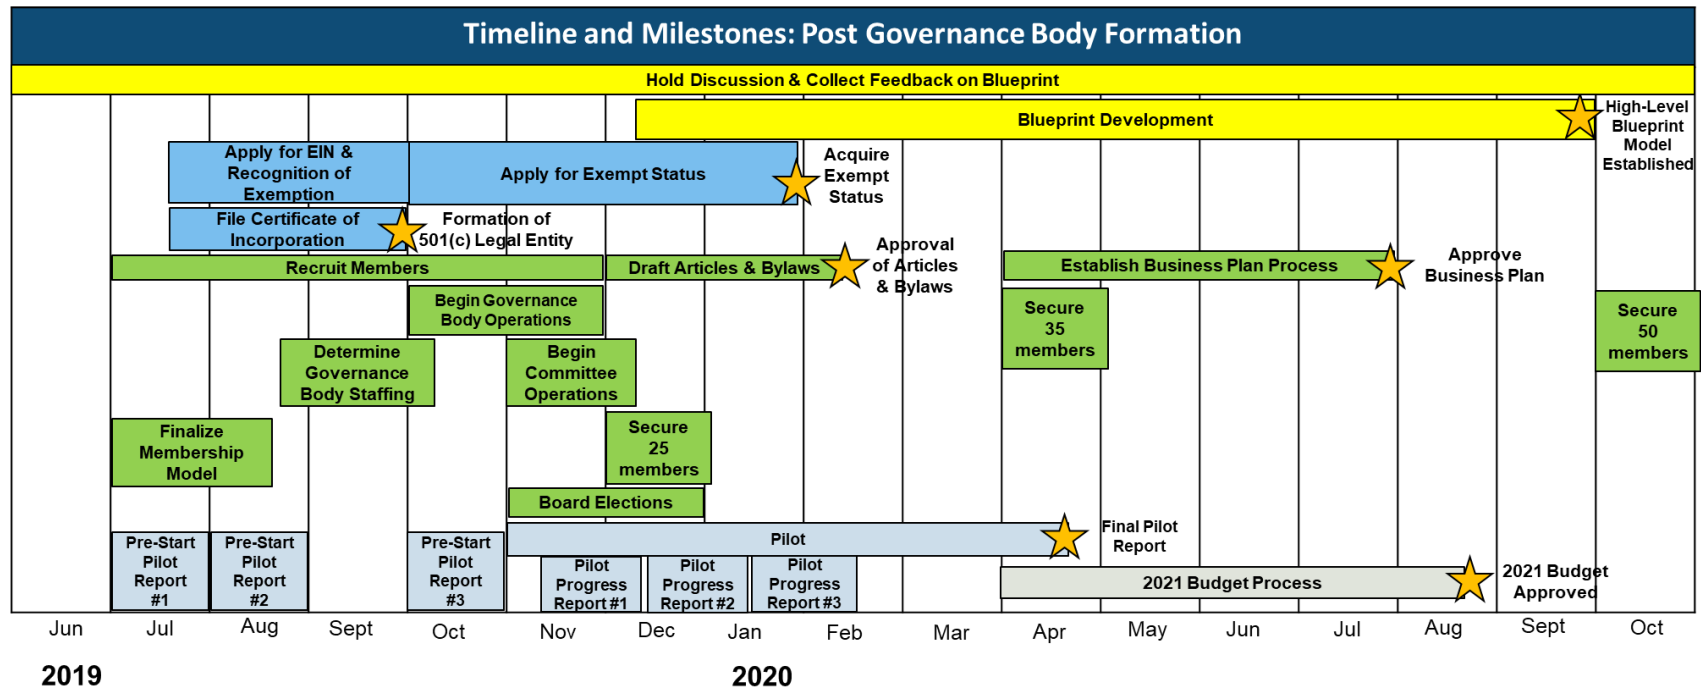 Timeline and Milestones: Post Governance Body Formation
Hold Discussion & Collect Feedback on Blueprint
Blueprint Development
High-Level
Blueprint
Model
Established
Apply for EIN &
Recognition of
Exemption
Apply for Exempt Status
Acquire
Exempt
Status
File Certificate of
Incorporation
Formation of
501(c) Legal Entity
Recruit Members
Draft Articles & Bylaws
Approval
of Articles
& Bylaws
Establish Business Plan Process
Approve
Business Plan
Begin Governance
Body Operations
Secure
35
members
Secure
50
members
Determine
Governance
Body Staffing
Begin
Committee
Operations
Finalize
Membership
Model
Secure
25
members
Board Elections
Pilot
Final Pilot
Report
Pre-Start
Pilot
Report
#1
Pre-Start
Pilot
Report
#2
Pre-Start
Pilot
Report
#3
Pilot
Progress
Report #1
Pilot
Progress
Report #2
Pilot
Progress
Report #3
2021 Budget Process
2021 Budget
Approved
Jun Jul Aug Sept Oct Nov Dec Jan Feb Mar Apr May Jun Jul Aug Sept Oct
2019 2020